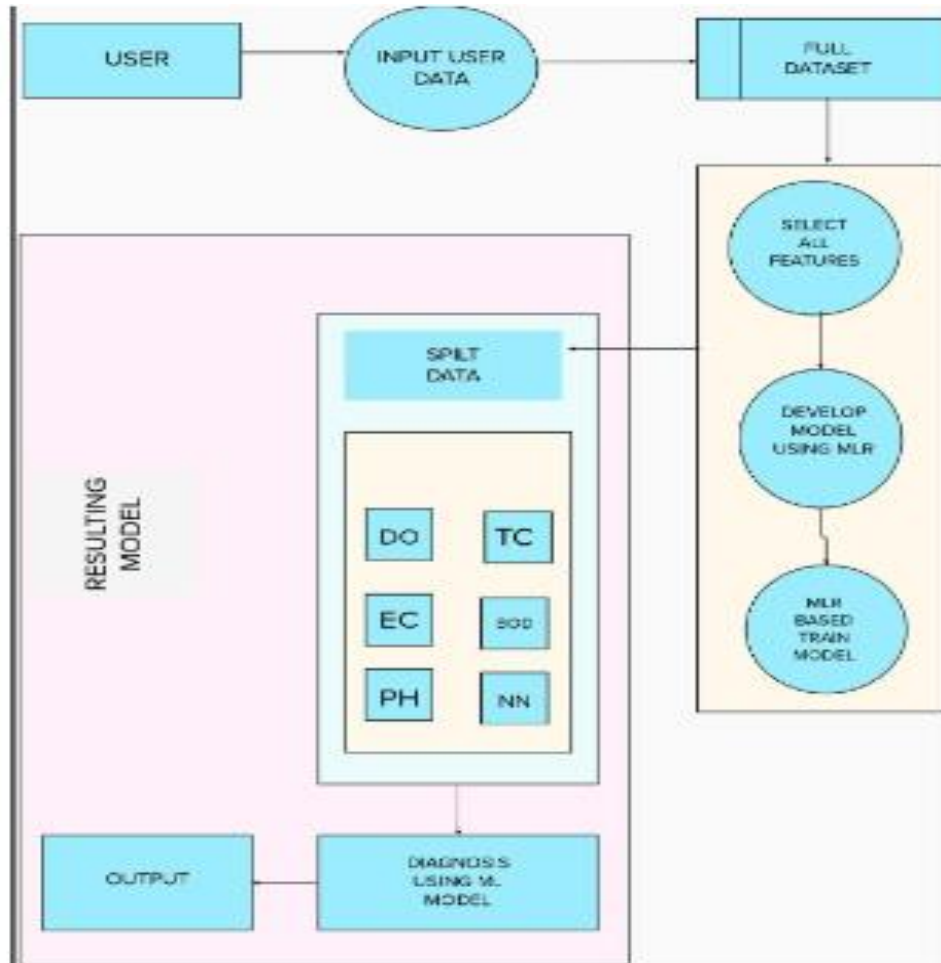 USER
INPUT USER
DATA
FULL
DATASET
SELECT
ALL
FEATURES
DEVELOP
MODEL
USING MLR
MLR
BASED
TRAIN
MODEL
SPILT
DATA
DO
TC
EC
BOD
PH
NN
RESULTING
MODEL
DIAGNOSIS
USING ML
MODEL
OUTPUT